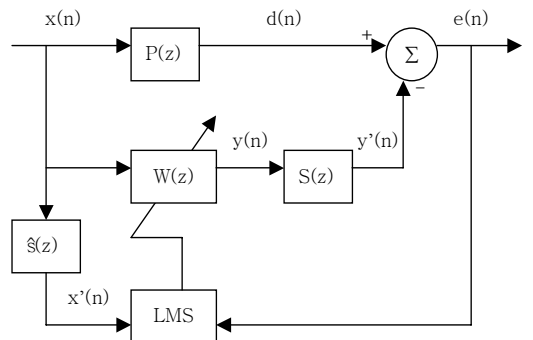 x(n)
d(n)
e(n)
P(z)
+
Σ
−
y(n)
y'(n)
W(z)
S(z)
ŝ(z)
x'(n)
LMS